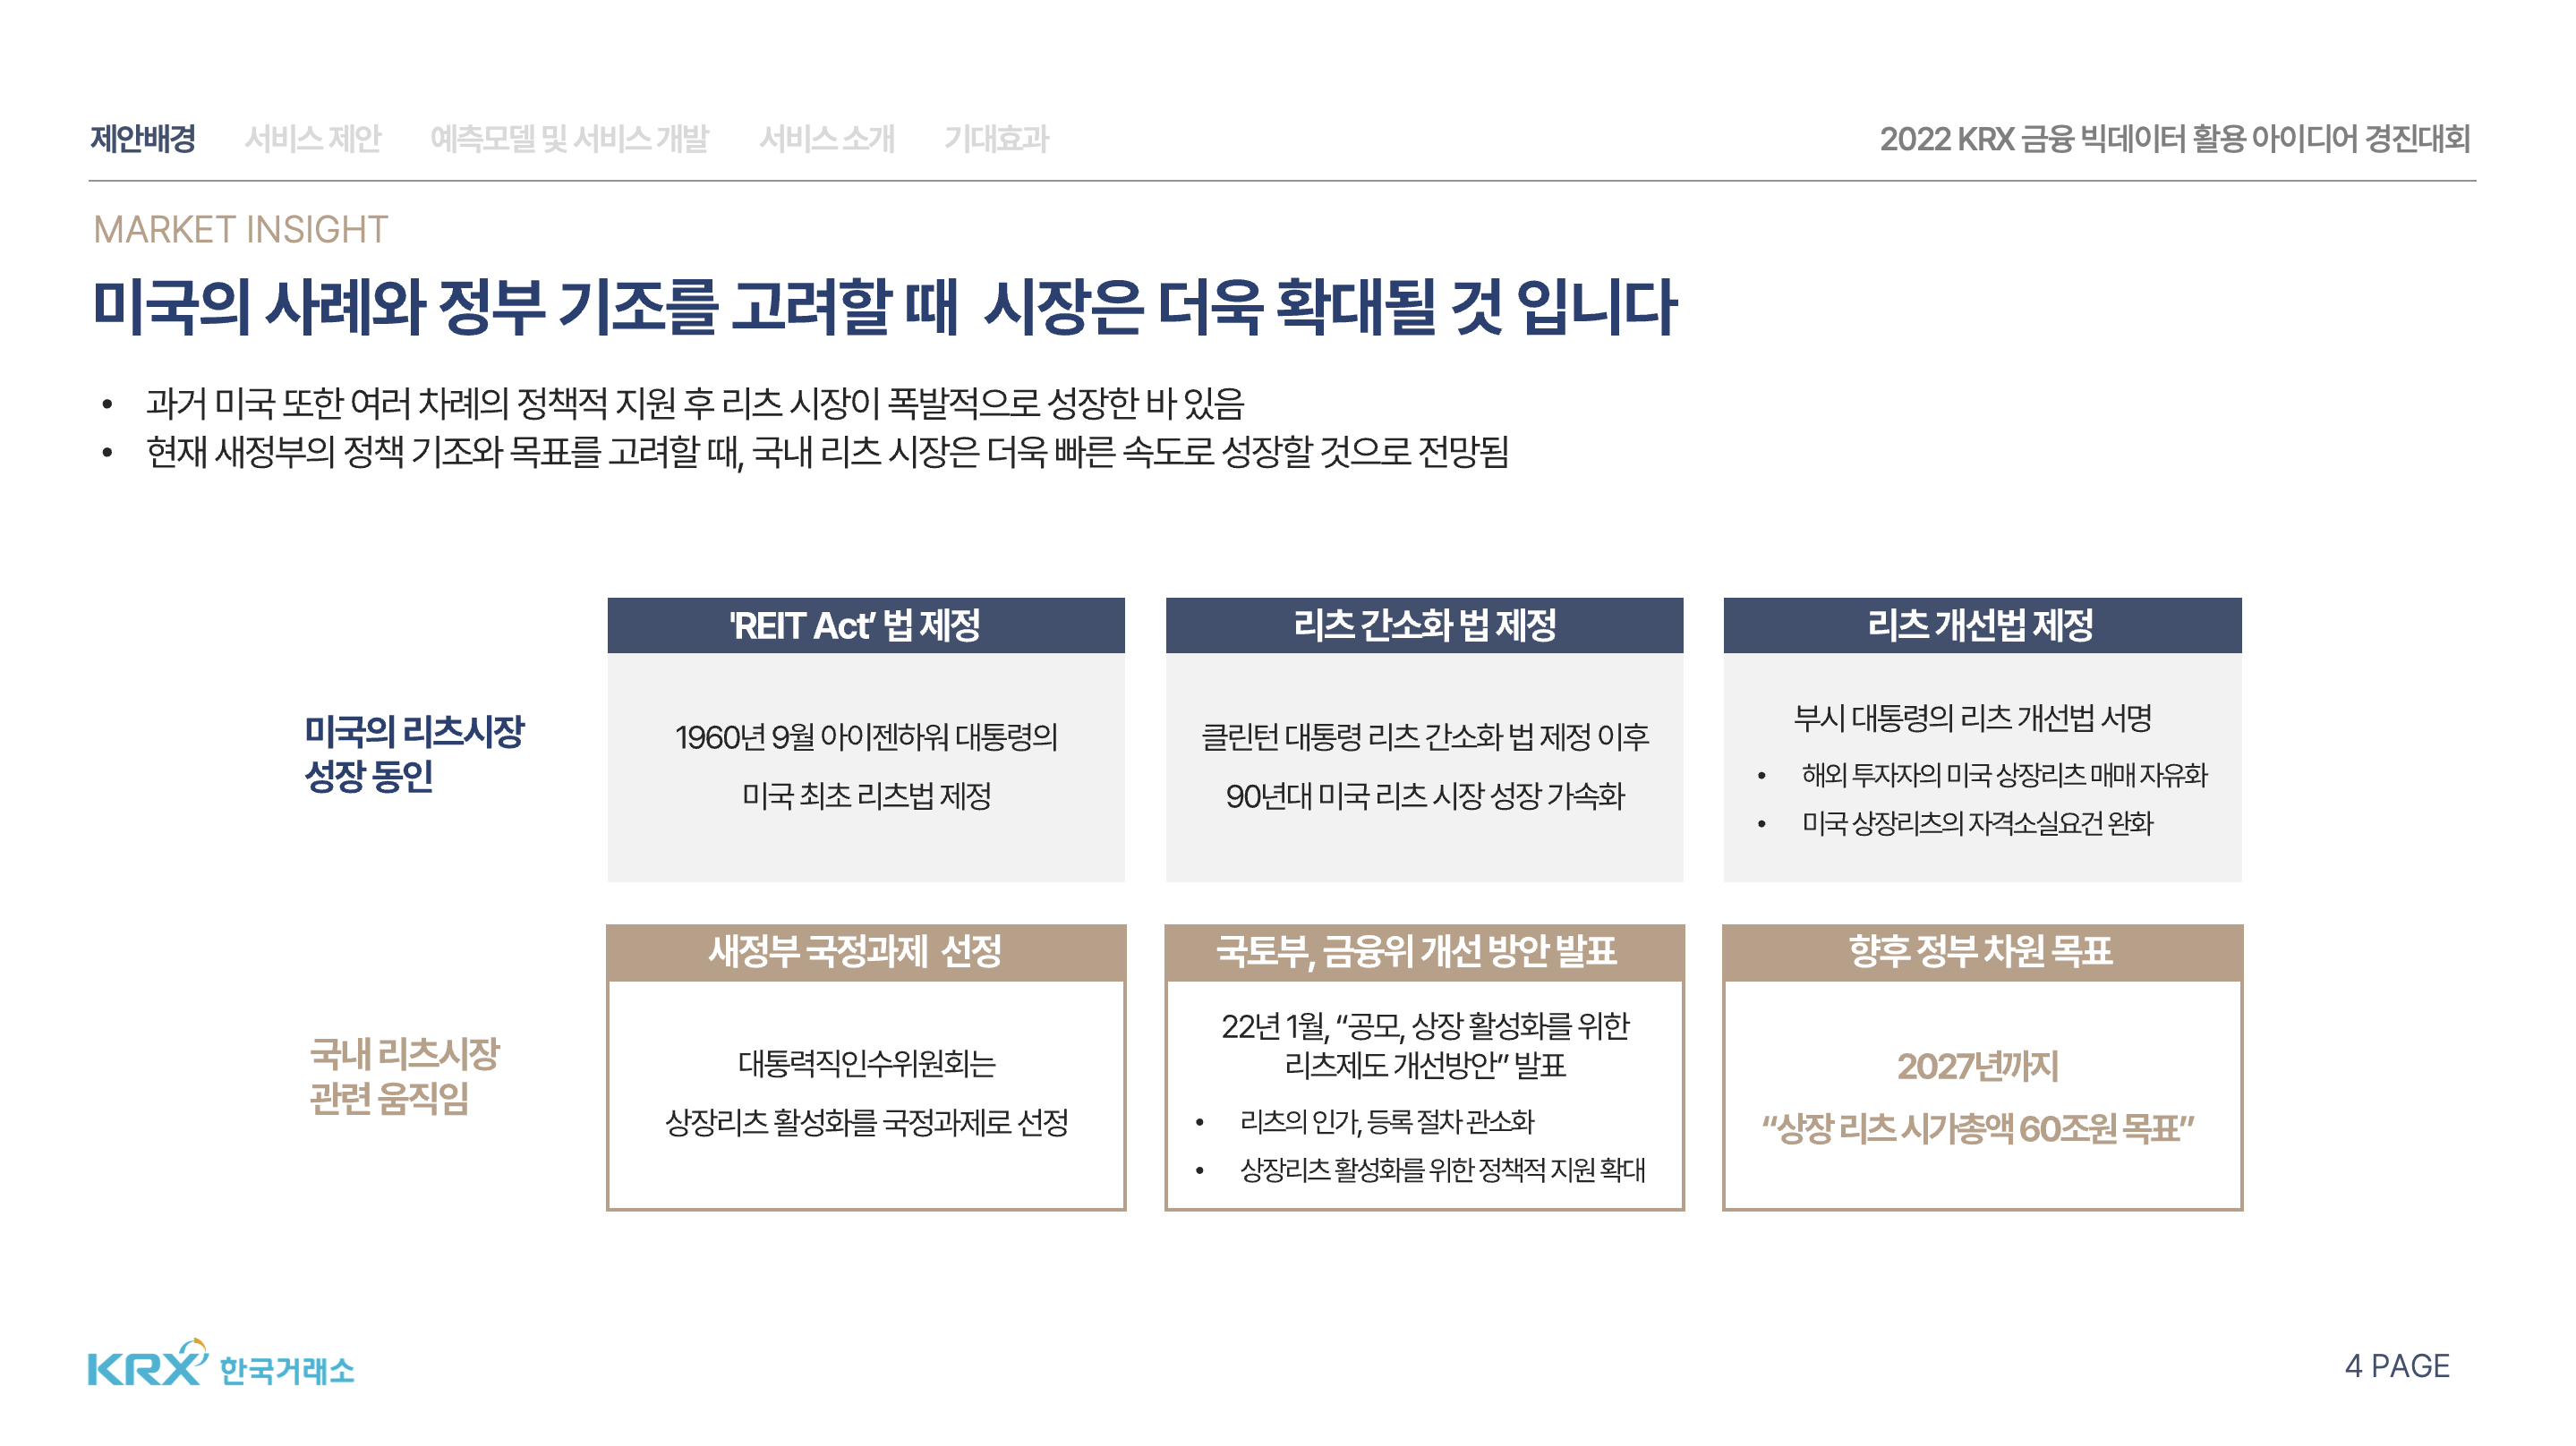 제안배경 서비스 제안 예측모델 및 서비스 개발 서비스 소개 기대효과 2022 KRX 금융 빅데이터 활용 아이디어 경진대회
MARKET INSIGHT
미국의 사례와 정부 기조를 고려할 때 시장은 더욱 확대될 것 입니다
• 과거 미국 또한 여러 차례의 정책적 지원 후 리츠 시장이 폭발적으로 성장한 바 있음
• 현재 새정부의 정책 기조와 목표를 고려할 때, 국내 리츠 시장은 더욱 빠른 속도로 성장할 것으로 전망됨
미국의 리츠시장
성장 동인
'REIT Act’ 법 제정
1960년 9월 아이젠하워 대통령의
미국 최초 리츠법 제정
리츠 간소화 법 제정
클린턴 대통령 리츠 간소화 법 제정 이후
90년대 미국 리츠 시장 성장 가속화
리츠 개선법 제정
부시 대통령의 리츠 개선법 서명
• 해외 투자자의 미국 상장리츠 매매 자유화
• 미국 상장리츠의 자격소실요건 완화
국내 리츠시장
관련 움직임
새정부 국정과제 선정
대통력직인수위원회는
상장리츠 활성화를 국정과제로 선정
국토부, 금융위 개선 방안 발표
22년 1월, “공모, 상장 활성화를 위한
리츠제도 개선방안” 발표
• 리츠의 인가, 등록 절차 관소화
• 상장리츠 활성화를 위한 정책적 지원 확대
향후 정부 차원 목표
2027년까지
“상장 리츠 시가총액 60조원 목표”
KRX 한국거래소
4 PAGE